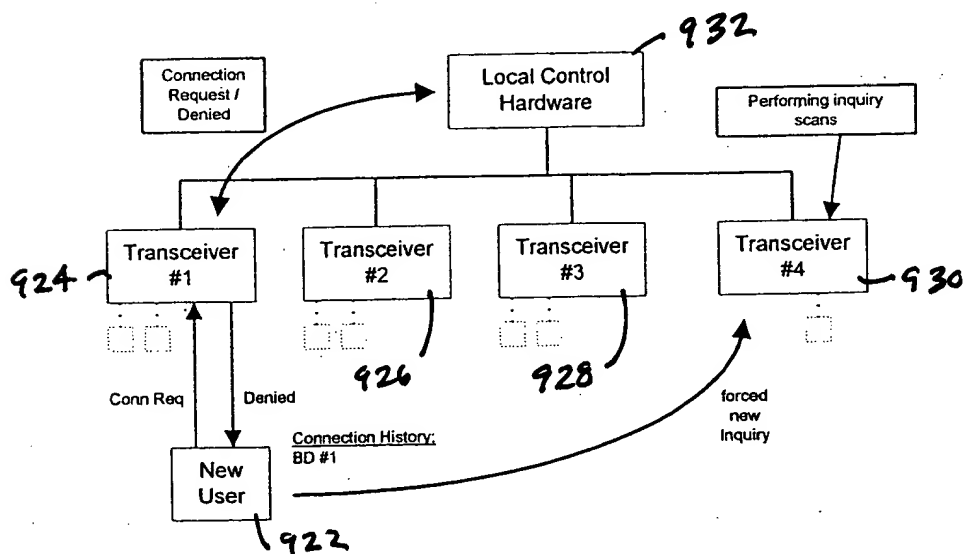 932
Connection
Request /
Denied
Local Control
Hardware
Performing inquiry
scans
Transceiver
#1
Transceiver
#2
Transceiver
#3
Transceiver
#4
924
930
926
928
Conn Req
Denied
forced
new
Inquiry
Connection History:
BD #1
New
User
922